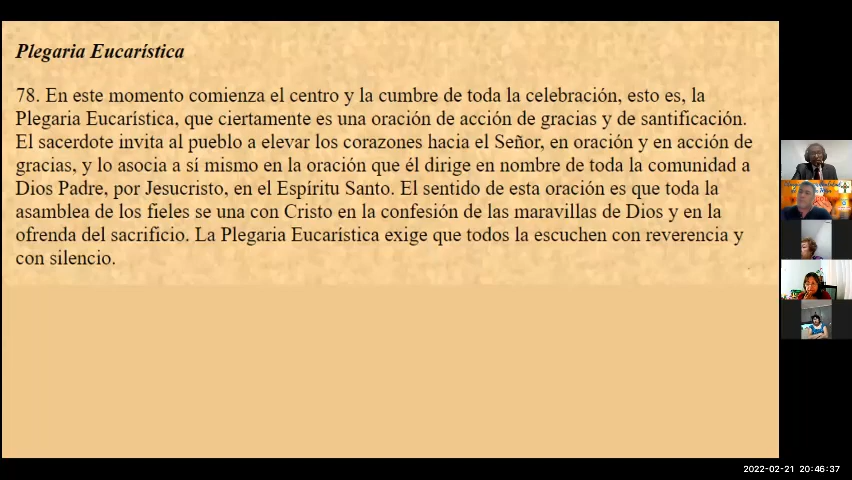 Plegaria Eucarística
78. En este momento comienza el centro y la cumbre de toda la celebración, esto es, la
Plegaria Eucarística, que ciertamente es una oración de acción de gracias y de santificación.
El sacerdote invita al pueblo a elevar los corazones hacia el Señor, en oración y en acción de
gracias, y lo asocia a sí mismo en la oración que él dirige en nombre de toda la comunidad a
Dios Padre, por Jesucristo, en el Espíritu Santo. El sentido de esta oración es que toda la
asamblea de los fieles se una con Cristo en la confesión de las maravillas de Dios y en la
ofrenda del sacrificio. La Plegaria Eucarística exige que todos la escuchen con reverencia y
con silencio.
2022-02-21 20:46:37